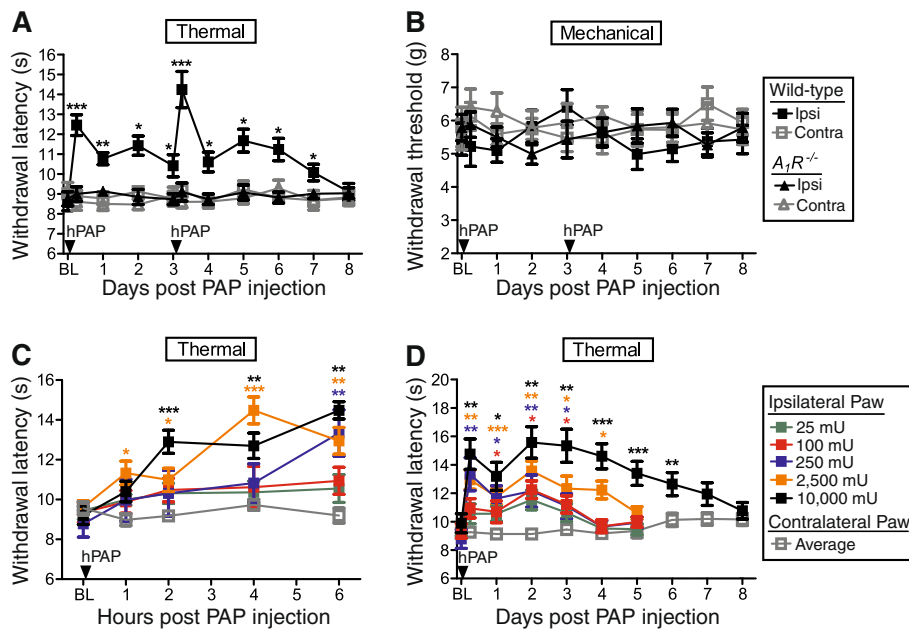 A
Thermal
Withdrawal latency (s)
16
15
14
13
12
11
10
9
8
7
6
***
**
*
*
***
*
*
*
*
hPAP
hPAP
BL 1 2 3 4 5 6 7 8
Days post PAP injection
B
Mechanical
Withdrawal threshold (g)
8
7
6
5
4
3
2
hPAP
hPAP
BL 1 2 3 4 5 6 7 8
Days post PAP injection
Wild-type
Ipsi
Contra
A₁R⁻/⁻
Ipsi
Contra
C
Thermal
Withdrawal latency (s)
16
14
12
10
8
6
*
***
*
**
***
**
**
**
hPAP
BL 1 2 3 4 5 6
Hours post PAP injection
D
Thermal
Withdrawal latency (s)
20
18
16
14
12
10
8
6
**
**
**
*
***
*
*
**
**
**
*
**
*
*
*
***
*
***
**
hPAP
BL 1 2 3 4 5 6 7 8
Days post PAP injection
Ipsilateral Paw
25 mU
100 mU
250 mU
2,500 mU
10,000 mU
Contralateral Paw
Average